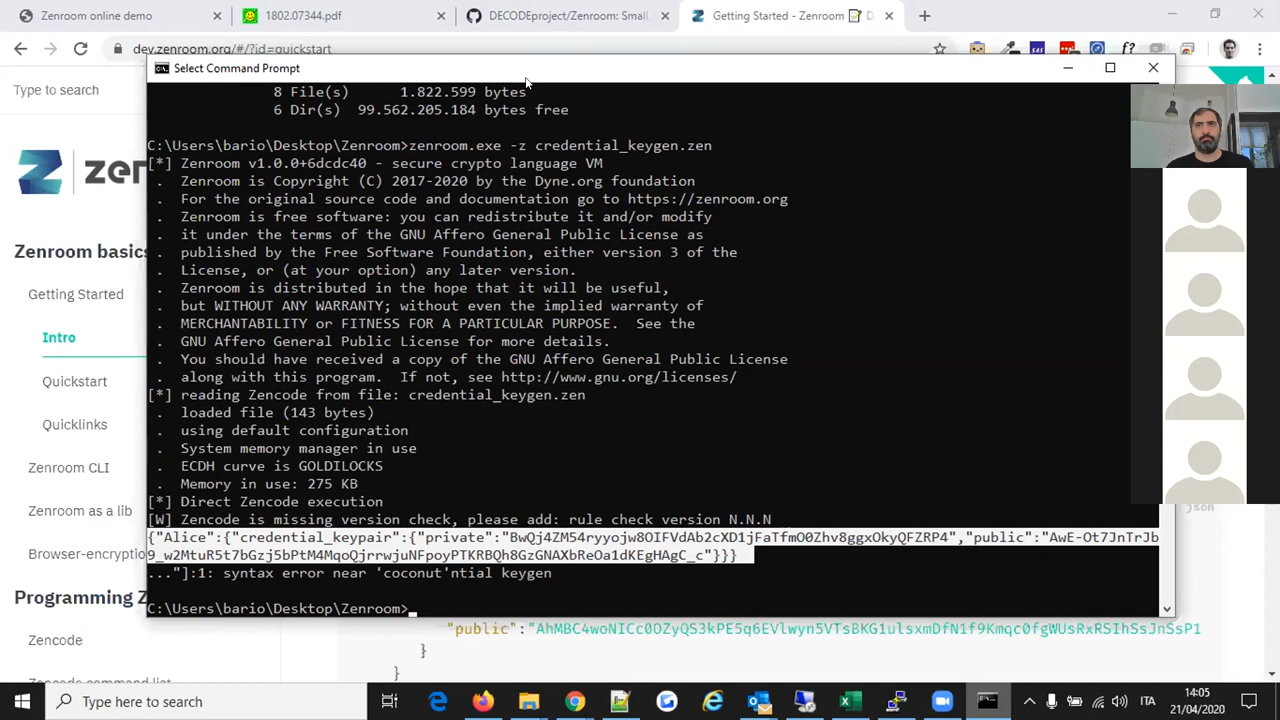 Zenroom online demo
1802.07344.pdf
DECODEproject/Zenroom: Small,
Getting Started - Zenroom
dev.zenroom.org/#/?id=quickstart
Type to search
Select Command Prompt
8 File(s) 1.822.599 bytes
6 Dir(s) 99.562.205.184 bytes free
C:\Users\bario\Desktop\Zenroom>zenroom.exe -z credential_keygen.zen
[*] Zenroom v1.0.0+6dcdc40 - secure crypto language VM
. Zenroom is Copyright (C) 2017-2020 by the Dyne.org foundation
. For the original source code and documentation go to https://zenroom.org
. Zenroom is free software: you can redistribute it and/or modify
. it under the terms of the GNU Affero General Public License as
. published by the Free Software Foundation, either version 3 of the
. License, or (at your option) any later version.
. Zenroom is distributed in the hope that it will be useful,
. but WITHOUT ANY WARRANTY; without even the implied warranty of
. MERCHANTABILITY or FITNESS FOR A PARTICULAR PURPOSE. See the
. GNU Affero General Public License for more details.
. You should have received a copy of the GNU Affero General Public License
. along with this program. If not, see http://www.gnu.org/licenses/
[*] reading Zencode from file: credential_keygen.zen
. loaded file (143 bytes)
. using default configuration
. System memory manager in use
. ECDH curve is GOLDILOCKS
. Memory in use: 275 KB
[*] Direct Zencode execution
[W] Zencode is missing version check, please add: rule check version N.N.N
{"Alice":{"credential_keypair":{"private":"BwQj4ZM54ryyojw8OIFVdAb2cXD1jFaTfmO0Zhv8ggxOkyQFZRP4","public":"AwE-Ot7JnTrJb
9_w2MtuR5t7bGzj5bPtM4MqoQjrrwjuNFpoyPTKRBQh8GzGNAXbReOa1dKEgHAgC_c"}}}
..."]:1: syntax error near 'coconut'ntial keygen
C:\Users\bario\Desktop\Zenroom>
zen
Zenroom basics
Getting Started
Intro
Quickstart
Quicklinks
Zenroom CLI
Zenroom as a lib
Browser-encryption
Programming Z
Zencode
Zencode command list
json
"public":"AhMBC4woNICc0OZyQS3kPE5q6EVlwyn5VTsBKG1ulsxmDfN1f9Kmqc0fgWUsRxRSIhSsJnSsP1
}
}
Type here to search
ITA
14:05
21/04/2020